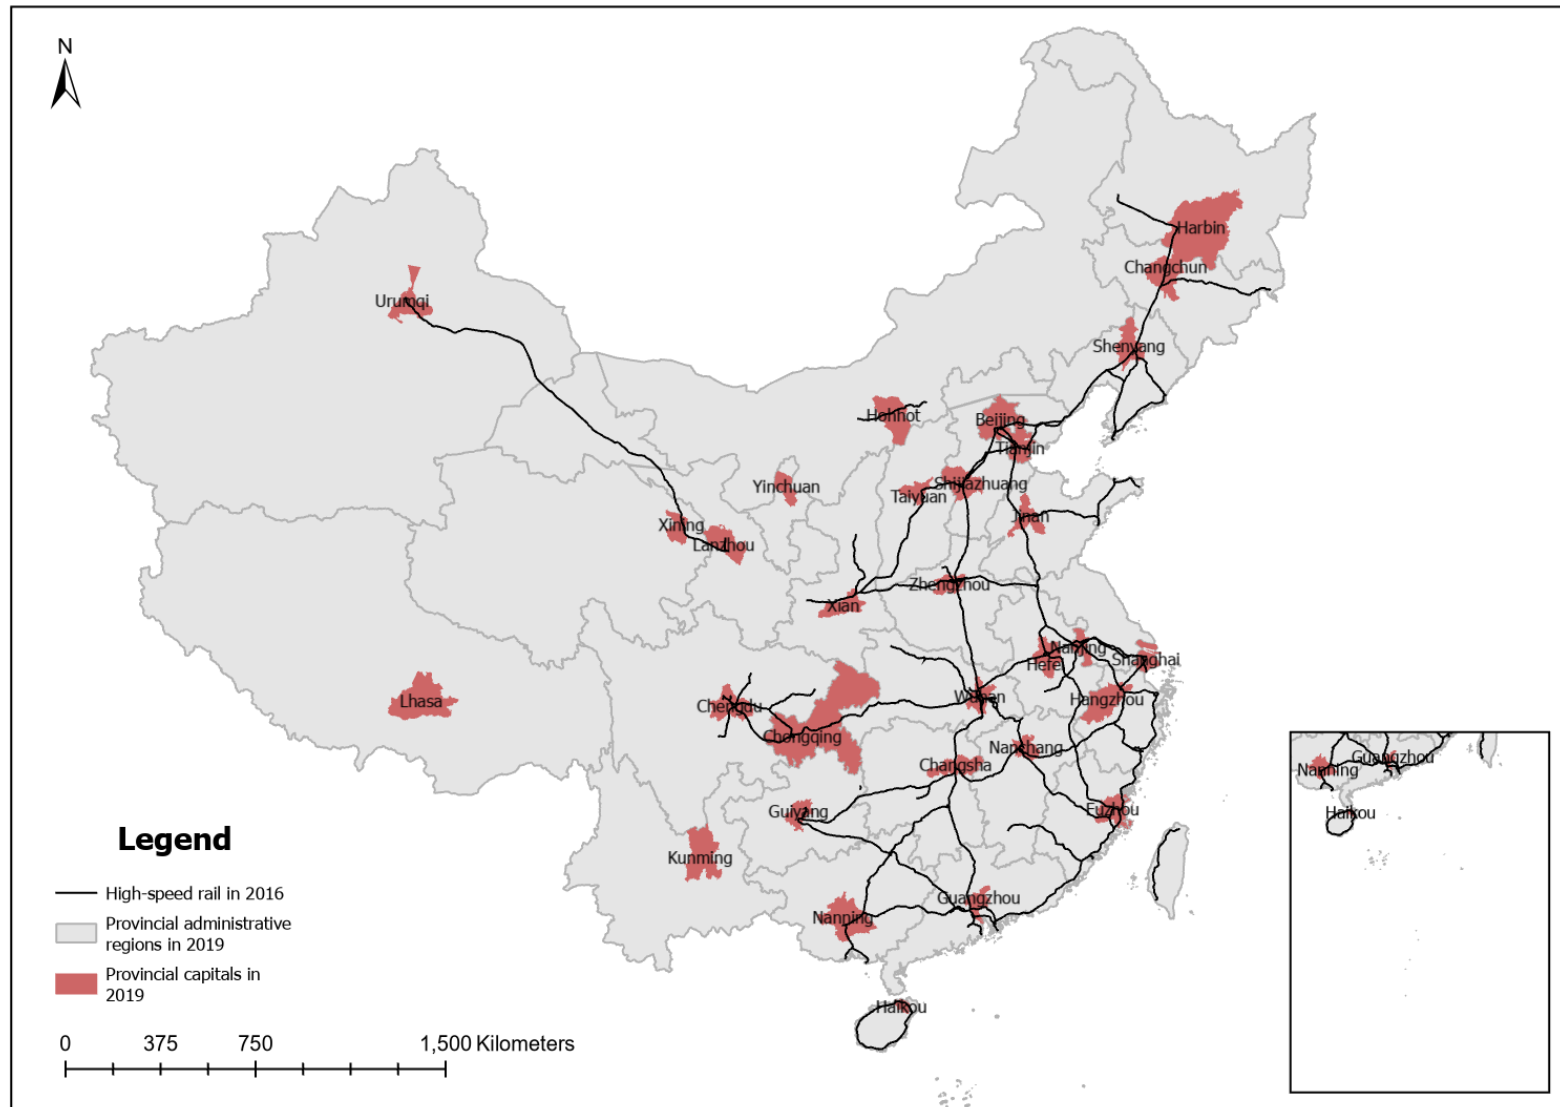 N
Harbin
Changchun
Urumqi
Shenyang
Hohhot
Beijing
Tianjin
Yinchuan
Shijiazhuang
Taiyuan
Jinan
Xining
Lanzhou
Zhengzhou
Xian
Nanjing
Shanghai
Hefei
Lhasa
Chengdu
Wuhan
Hangzhou
Chongqing
Nanchang
Changsha
Guiyang
Fuzhou
Kunming
Guangzhou
Nanning
Haikou
Guangzhou
Nanning
Haikou
Legend
High-speed rail in 2016
Provincial administrative
regions in 2019
Provincial capitals in
2019
0 375 750 1,500 Kilometers